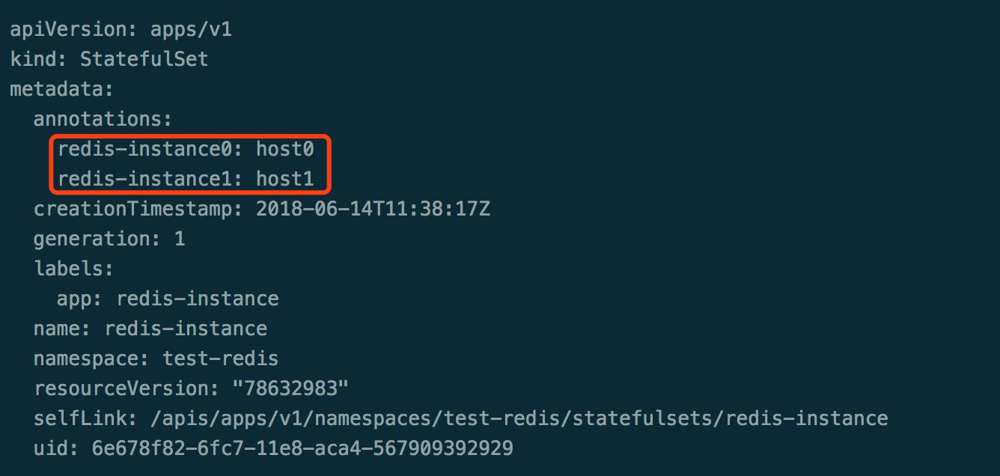 apiVersion: apps/v1
kind: StatefulSet
metadata:
  annotations:
    redis-instance0: host0
    redis-instance1: host1
  creationTimestamp: 2018-06-14T11:38:17Z
  generation: 1
  labels:
    app: redis-instance
  name: redis-instance
  namespace: test-redis
  resourceVersion: "78632983"
  selfLink: /apis/apps/v1/namespaces/test-redis/statefulsets/redis-instance
  uid: 6e678f82-6fc7-11e8-aca4-567909392929